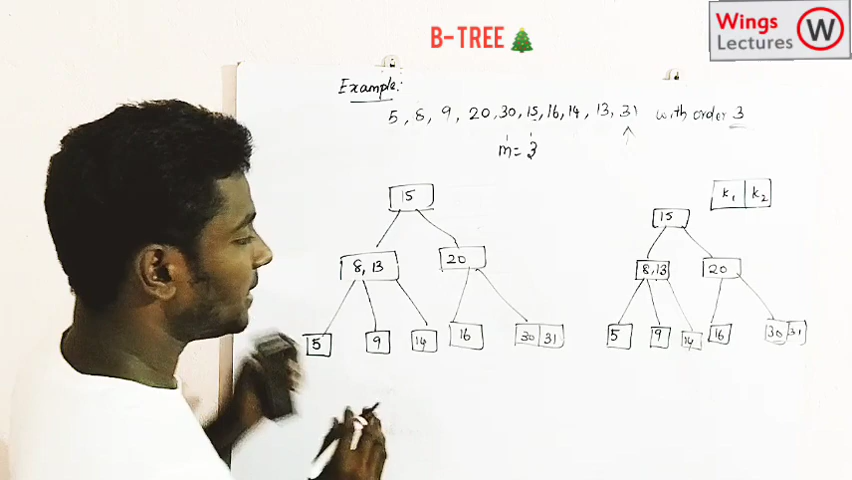 B-TREE🎄
Wings
Lectures
W
Example:
5, 8, 9, 20, 30, 15, 16, 14, 13, 31 with order 3
m = 3
15
8, 13
20
5
9
14
16
30 31
K1 K2
15
8, 13
20
5
9
14
16
30 31